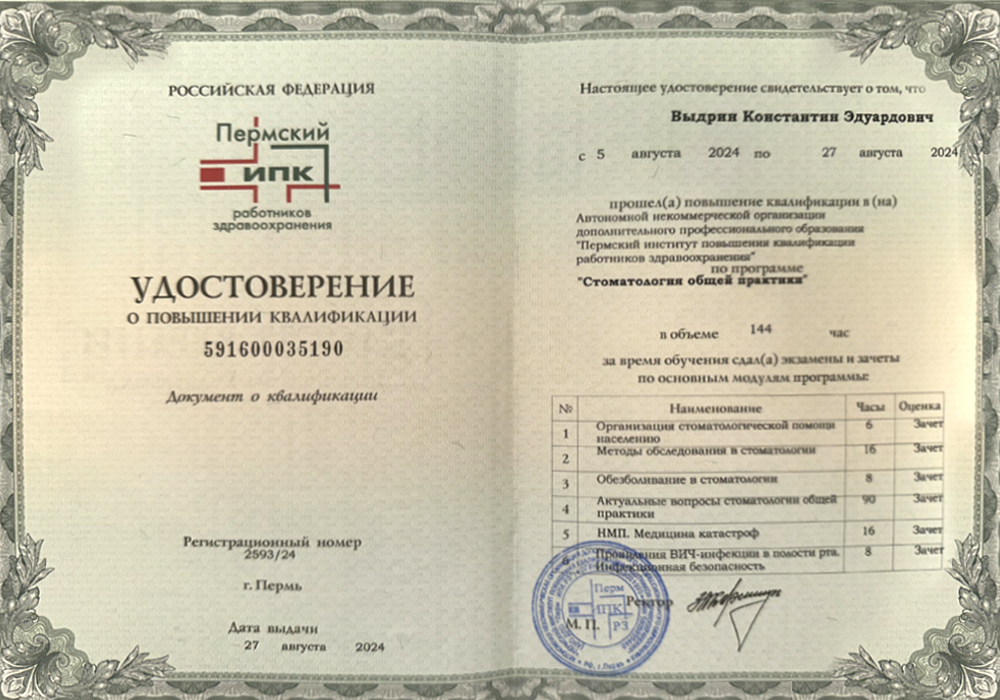 РОССИЙСКАЯ ФЕДЕРАЦИЯ
Пермский
ИПК
работников
здравоохранения
УДОСТОВЕРЕНИЕ
О ПОВЫШЕНИИ КВАЛИФИКАЦИИ
591600035190
Документ о квалификации
Регистрационный номер
2593/24
г. Пермь
Дата выдачи
27 августа 2024
Настоящее удостоверение свидетельствует о том, что
Выдрин Константин Эдуардович
с 5 августа 2024 по 27 августа 2024
прошел(а) повышение квалификации в (на)
Автономной некоммерческой организации
дополнительного профессионального образования
"Пермский институт повышения квалификации
работников здравоохранения"
по программе
"Стоматология общей практики"
в объеме 144 час
за время обучения сдал(а) экзамены и зачеты
по основным модулям программы:
№ Наименование Часы Оценка
1 Организация стоматологической помощи населению 6 Зачет
2 Методы обследования в стоматологии 16 Зачет
3 Обезболивание в стоматологии 8 Зачет
4 Актуальные вопросы стоматологии общей практики 90 Зачет
5 НМП. Медицина катастроф 16 Зачет
6 Проявления ВИЧ-инфекции в полости рта. Инфекционная безопасность 8 Зачет
Ректор
М. П.
Перм
ИПК
РЗ